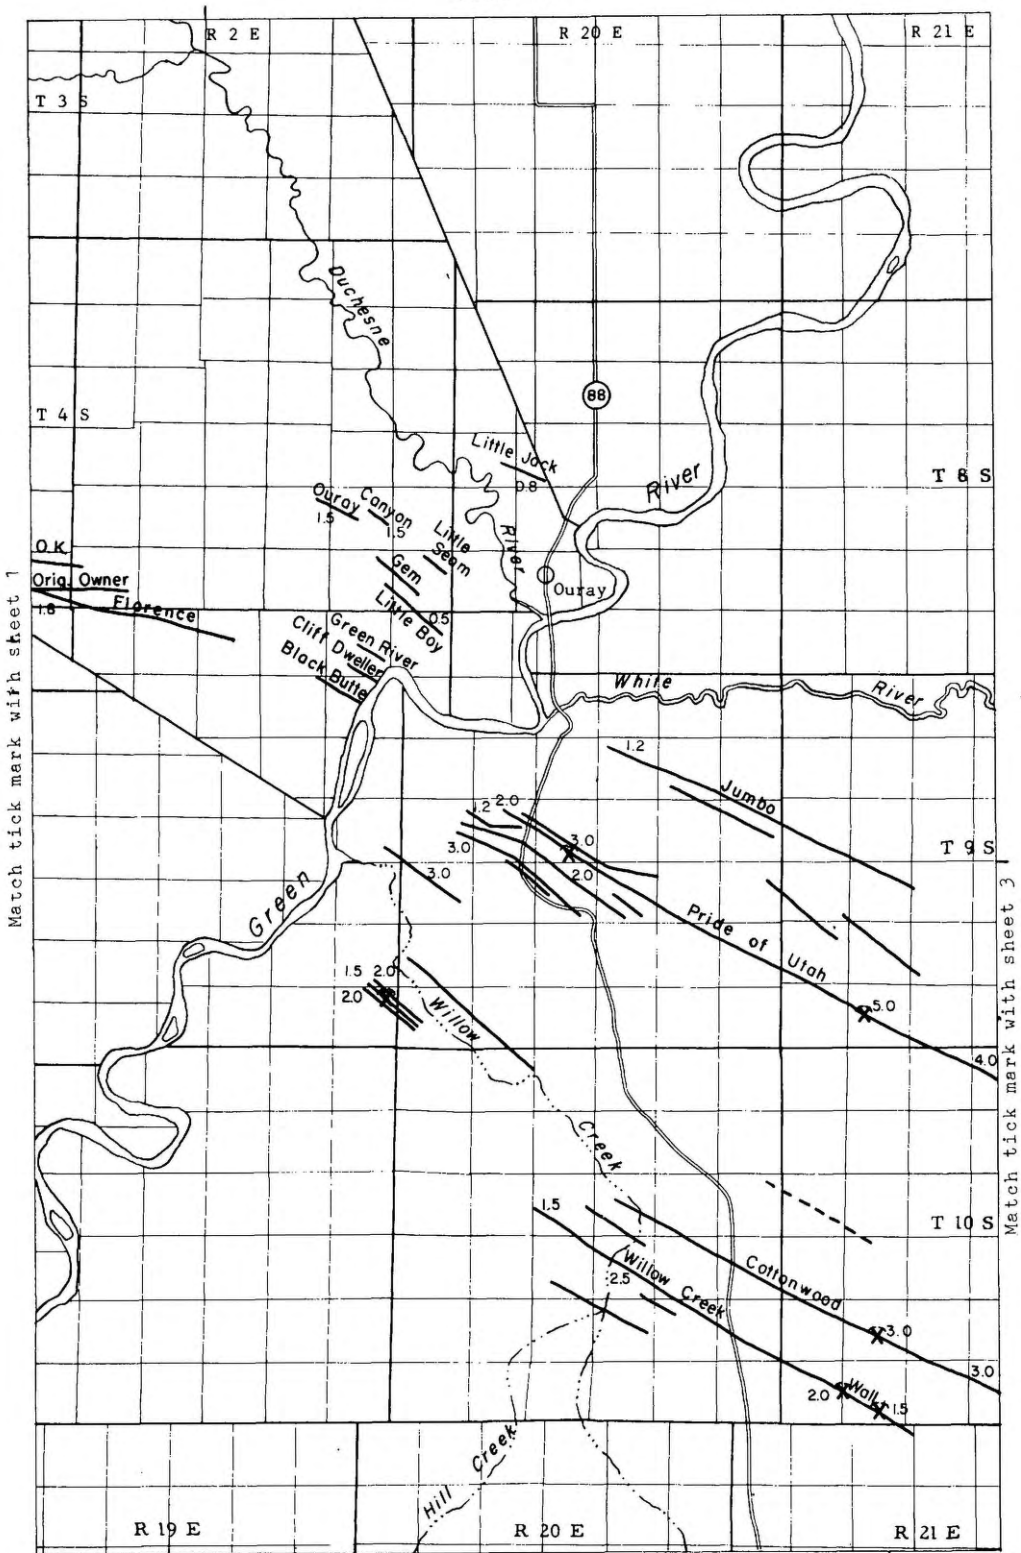 R 2 E
R 20 E
R 21 E
T 3 S
Duchesne
88
T 4 S
Little Jack
0.8
River
T 8 S
Ouray
1.5
Canyon
1.5
Little
Seam
River
O.K.
Gem
Ouray
Orig. Owner
1.8
Florence
Little Boy
0.5
Green River
Cliff Dweller
Black Butte
White
River
Match tick mark with sheet 1
1.2
Jumbo
1.2
2.0
3.0
3.0
2.0
T 9 S
3.0
Green
Pride of Utah
1.5
2.0
2.0
Willow
5.0
4.0
Match tick mark with sheet 3
Creek
1.5
T 10 S
Willow Creek
2.5
Cottonwood
3.0
3.0
2.0
Wall
1.5
Hill Creek
R 19 E
R 20 E
R 21 E